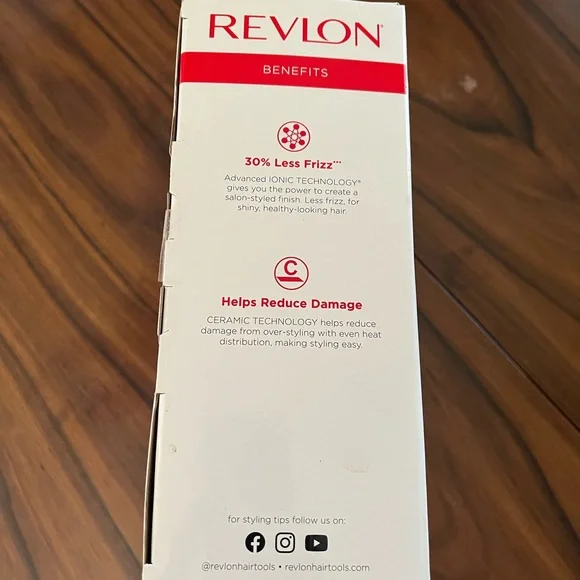 REVLON®
BENEFITS
30% Less Frizz***
Advanced IONIC TECHNOLOGY®
gives you the power to create a
salon-styled finish. Less frizz, for
shiny, healthy-looking hair.
C
Helps Reduce Damage
CERAMIC TECHNOLOGY helps reduce
damage from over-styling with even heat
distribution, making styling easy.
for styling tips follow us on:
@revlonhairtools • revlonhairtools.com